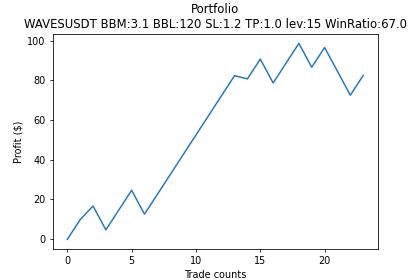 Portfolio
WAVESUSDT BBM:3.1 BBL:120 SL:1.2 TP:1.0 lev:15 WinRatio:67.0
100
80
60
40
20
0
Profit ($)
0 5 10 15 20
Trade counts